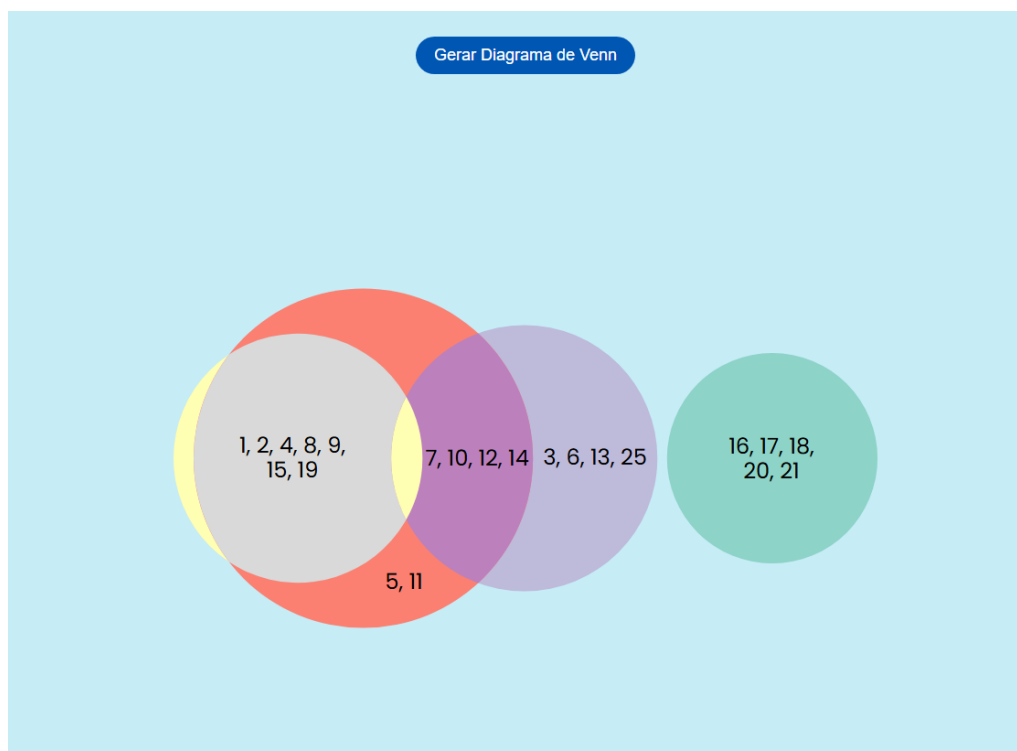 Gerar Diagrama de Venn
1, 2, 4, 8, 9,
15, 19
7, 10, 12, 14
3, 6, 13, 25
16, 17, 18,
20, 21
5, 11